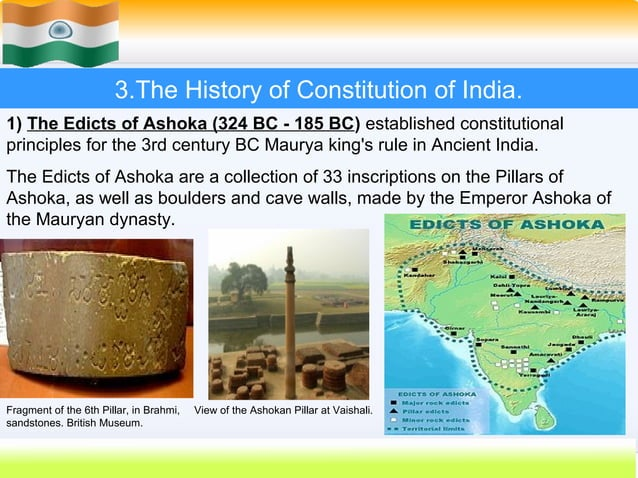 3.The History of Constitution of India.
1) The Edicts of Ashoka (324 BC - 185 BC) established constitutional
principles for the 3rd century BC Maurya king's rule in Ancient India.
The Edicts of Ashoka are a collection of 33 inscriptions on the Pillars of
Ashoka, as well as boulders and cave walls, made by the Emperor Ashoka of
the Mauryan dynasty.
EDICTS OF ASHOKA
Mansehrah
Shabazgarhi
Kandahar
Kalsi
Dehli-Topra
Meerut
Lauriya-
Nandangarh
Kausambi
Lauriya-
Araraj
Girnar
Sopara
Dhauli
Jaugada
Sannathi
Amaravati
Yerragudi
EDICTS OF ASHOKA
Major rock edicts
Pillar edicts
Minor rock edicts
Territorial limits
Fragment of the 6th Pillar, in Brahmi,
sandstones. British Museum.
View of the Ashokan Pillar at Vaishali.